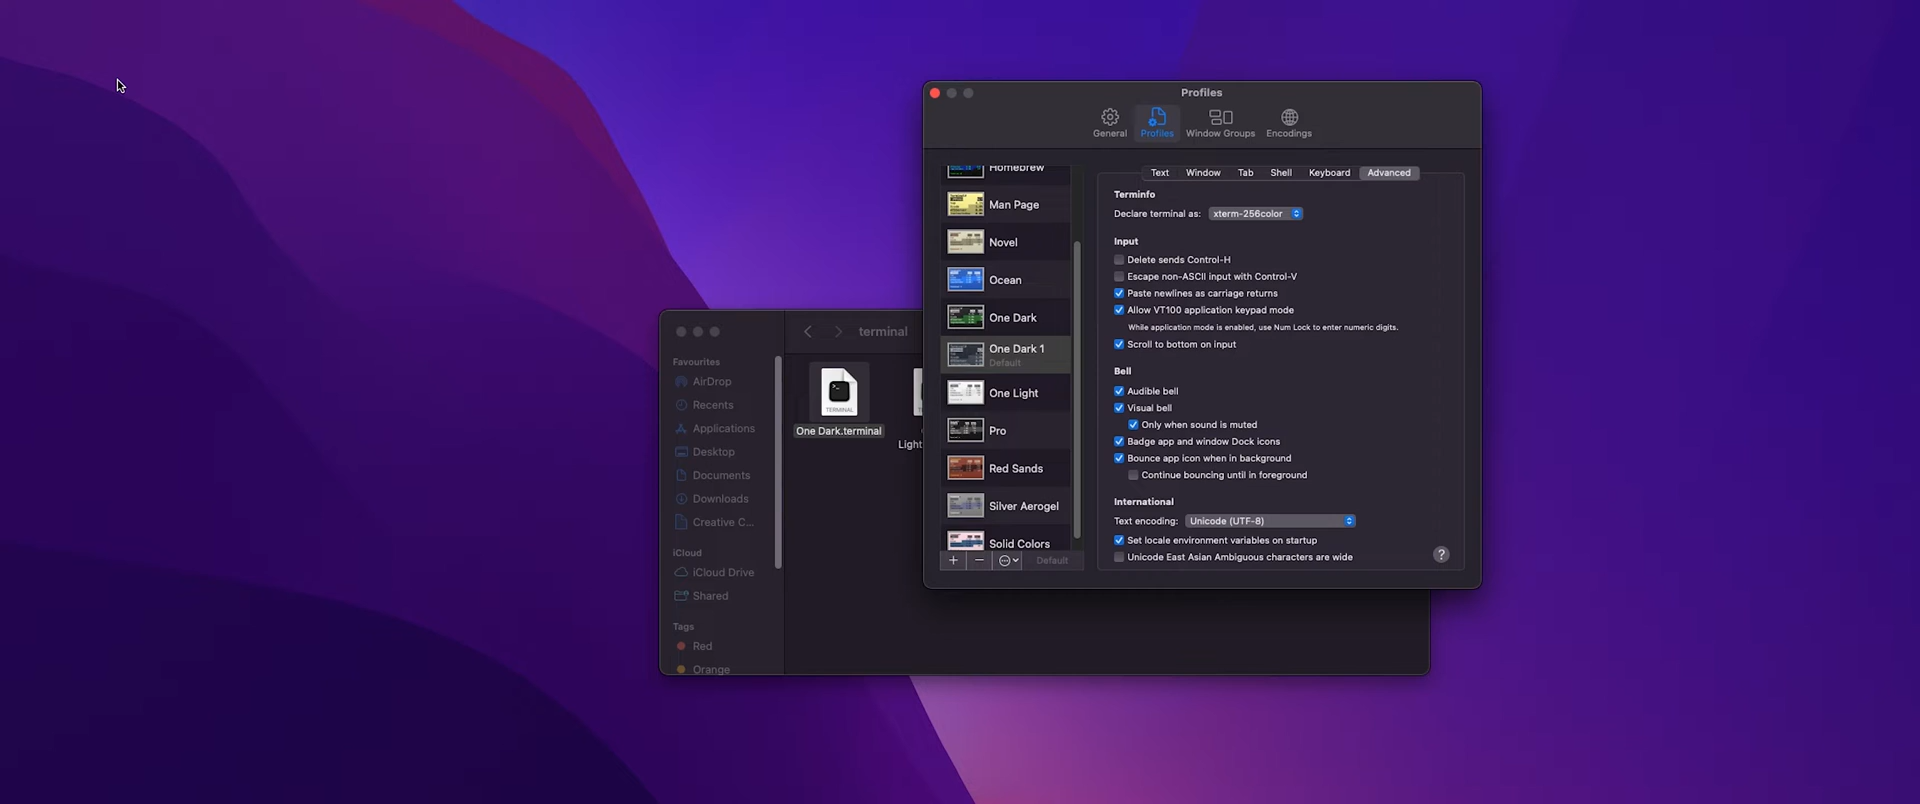 Profiles
General
Profiles
Window Groups
Encodings
Homebrew
Man Page
Novel
Ocean
One Dark
One Dark 1
Default
One Light
Pro
Red Sands
Silver Aerogel
Solid Colors
Default
Text
Window
Tab
Shell
Keyboard
Advanced
Terminfo
Declare terminal as: xterm-256color
Input
Delete sends Control-H
Escape non-ASCII input with Control-V
Paste newlines as carriage returns
Allow VT100 application keypad mode
While application mode is enabled, use Num Lock to enter numeric digits.
Scroll to bottom on input
Bell
Audible bell
Visual bell
Only when sound is muted
Badge app and window Dock icons
Bounce app icon when in background
Continue bouncing until in foreground
International
Text encoding: Unicode (UTF-8)
Set locale environment variables on startup
Unicode East Asian Ambiguous characters are wide
?
terminal
Favourites
AirDrop
Recents
Applications
Desktop
Documents
Downloads
Creative C...
iCloud
iCloud Drive
Shared
Tags
Red
Orange
TERMINAL
One Dark.terminal
Light